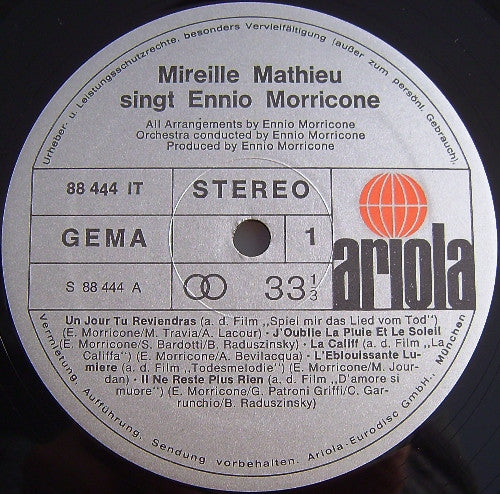 Urheber- u. Leistungsschutzrechte, besonders Vervielfältigung (außer zum persönl. Gebrauch).
Mireille Mathieu
singt Ennio Morricone
All Arrangements by Ennio Morricone
Orchestra conducted by Ennio Morricone
Produced by Ennio Morricone
88 444 IT
STEREO
GEMA
1
ariola
S 88 444 A
33 1/3
Un Jour Tu Reviendras (a. d. Film „Spiel mir das Lied vom Tod")
(E. Morricone/M. Travia/A. Lacour) · J'Oublie La Pluie Et Le Soleil
(E. Morricone/S. Bardotti/B. Raduszinsky) · La Califf (a. d. Film „La
Califfa") (E. Morricone/A. Bevilacqua) · L'Eblouissante Lu-
miere (a. d. Film „Todesmelodie") (E. Morricone/M. Jour-
dan) · Il Ne Reste Plus Rien (a. d. Film „D'amore si
muore") (E. Morricone/G. Patroni Griffi/C. Gar-
runchio/B. Raduszinsky)
Vermietung, Aufführung, Sendung vorbehalten. Ariola-Eurodisc GmbH., München